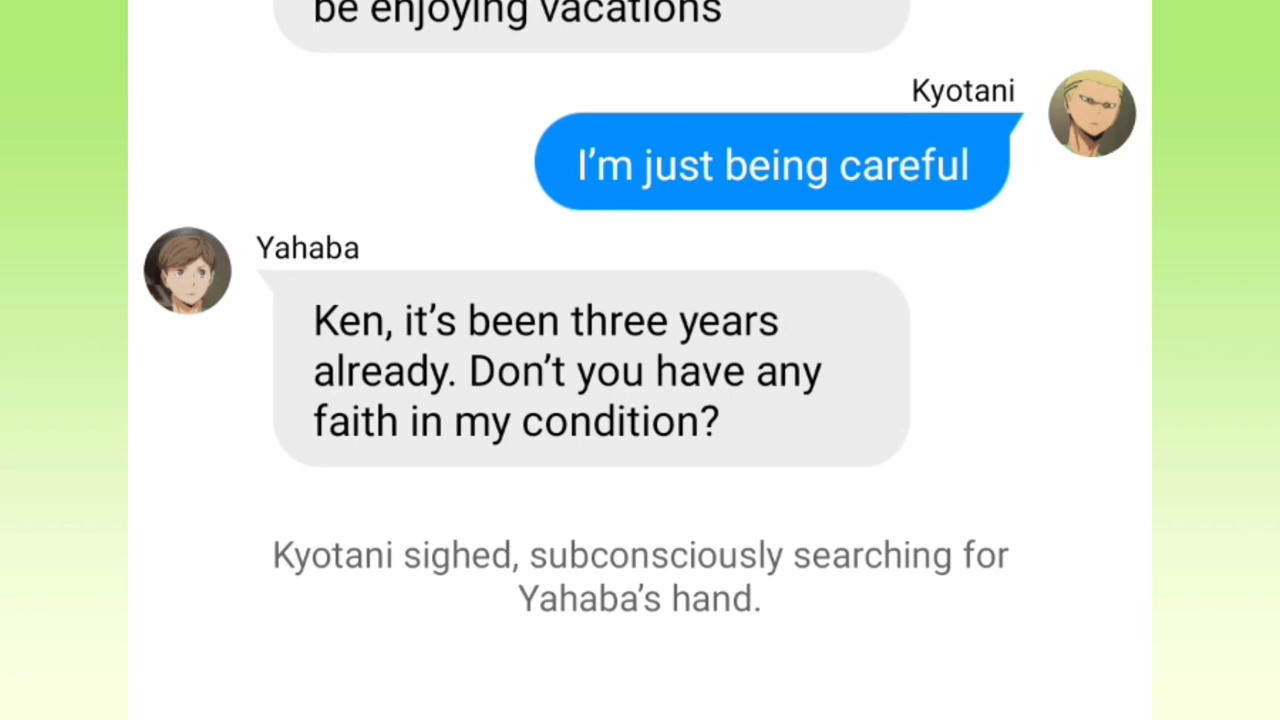 be enjoying vacations
Kyotani
I’m just being careful
Yahaba
Ken, it’s been three years
already. Don’t you have any
faith in my condition?
Kyotani sighed, subconsciously searching for
Yahaba’s hand.